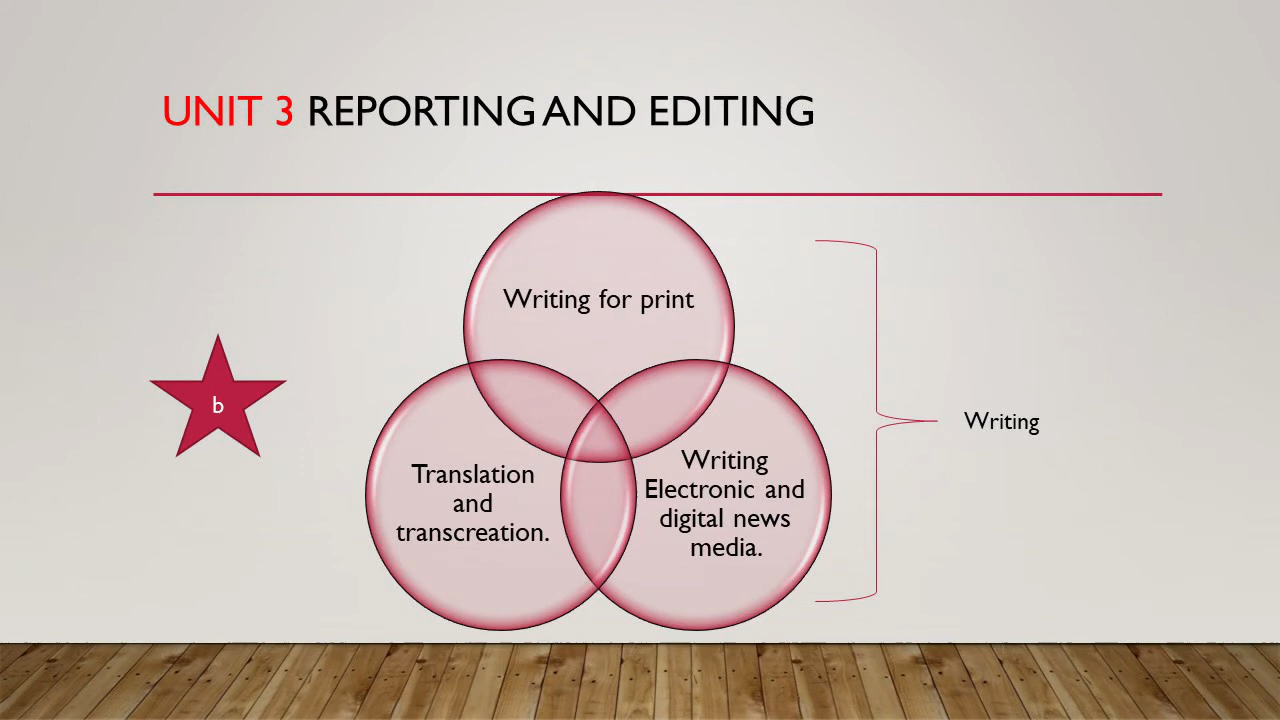 UNIT 3 REPORTING AND EDITING
Writing for print
b
Translation
and
transcreation.
Writing
Electronic and
digital news
media.
Writing